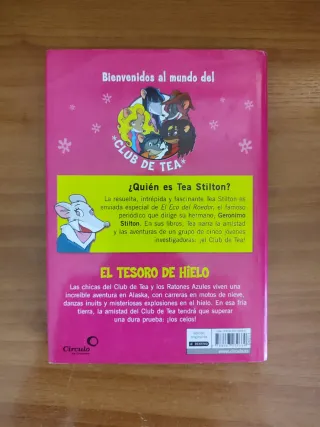 Bienvenidos al mundo del
CLUB DE TEA
¿Quién es Tea Stilton?
La resuelta, intrépida y fascinante Tea Stilton es
enviada especial de El Eco del Roedor, el famoso
periódico que dirige su hermano, Geronimo
Stilton. En sus libros, Tea narra la amistad
y las aventuras de un grupo de cinco jóvenes
investigadoras: ¡el Club de Tea!
EL TESORO DE HIELO
Las chicas del Club de Tea y los Ratones Azules viven una
increíble aventura en Alaska, con carreras en motos de nieve,
danzas inuits y misteriosas explosiones en el hielo. En esa fría
tierra, la amistad del Club de Tea tendrá que superar
una dura prueba: ¡los celos!
Círculo